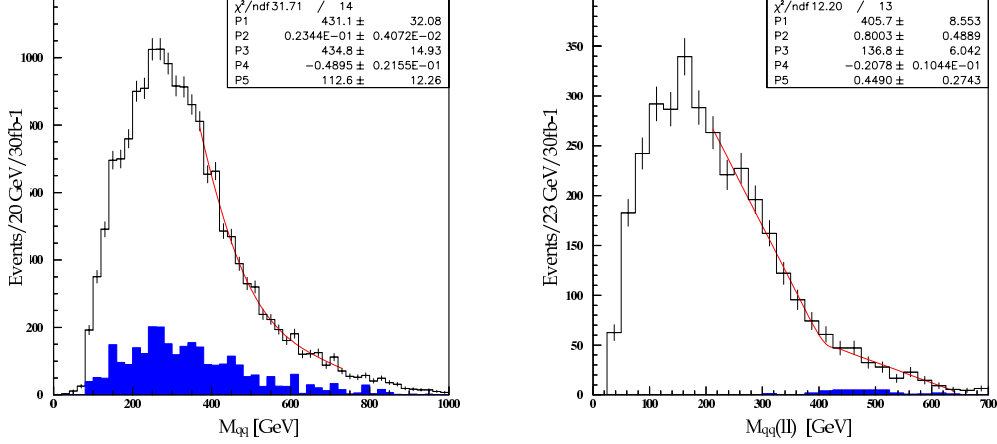 χ²/ndf 31.71 / 14
P1 431.1 ± 32.08
P2 0.2344E-01 ± 0.4072E-02
P3 434.8 ± 14.93
P4 -0.4895 ± 0.2155E-01
P5 112.6 ± 12.26
Events/20 GeV/30fb-1
1000
800
600
400
200
0
0 200 400 600 800 1000
Mqq [GeV]
χ²/ndf 12.20 / 13
P1 405.7 ± 8.553
P2 0.8003 ± 0.4889
P3 136.8 ± 6.042
P4 -0.2078 ± 0.1044E-01
P5 0.4490 ± 0.2743
Events/23 GeV/30fb-1
350
300
250
200
150
100
50
0
0 100 200 300 400 500 600 700
Mqq(ll) [GeV]